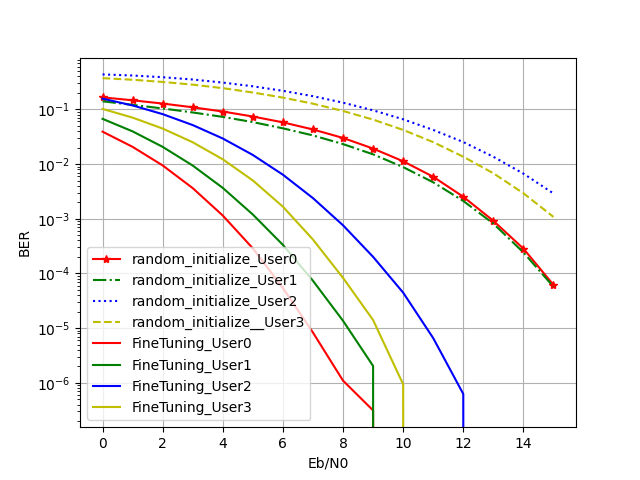 BER
10⁻¹
10⁻²
10⁻³
10⁻⁴
10⁻⁵
10⁻⁶
random_initialize_User0
random_initialize_User1
random_initialize_User2
random_initialize__User3
FineTuning_User0
FineTuning_User1
FineTuning_User2
FineTuning_User3
0 2 4 6 8 10 12 14
Eb/N0